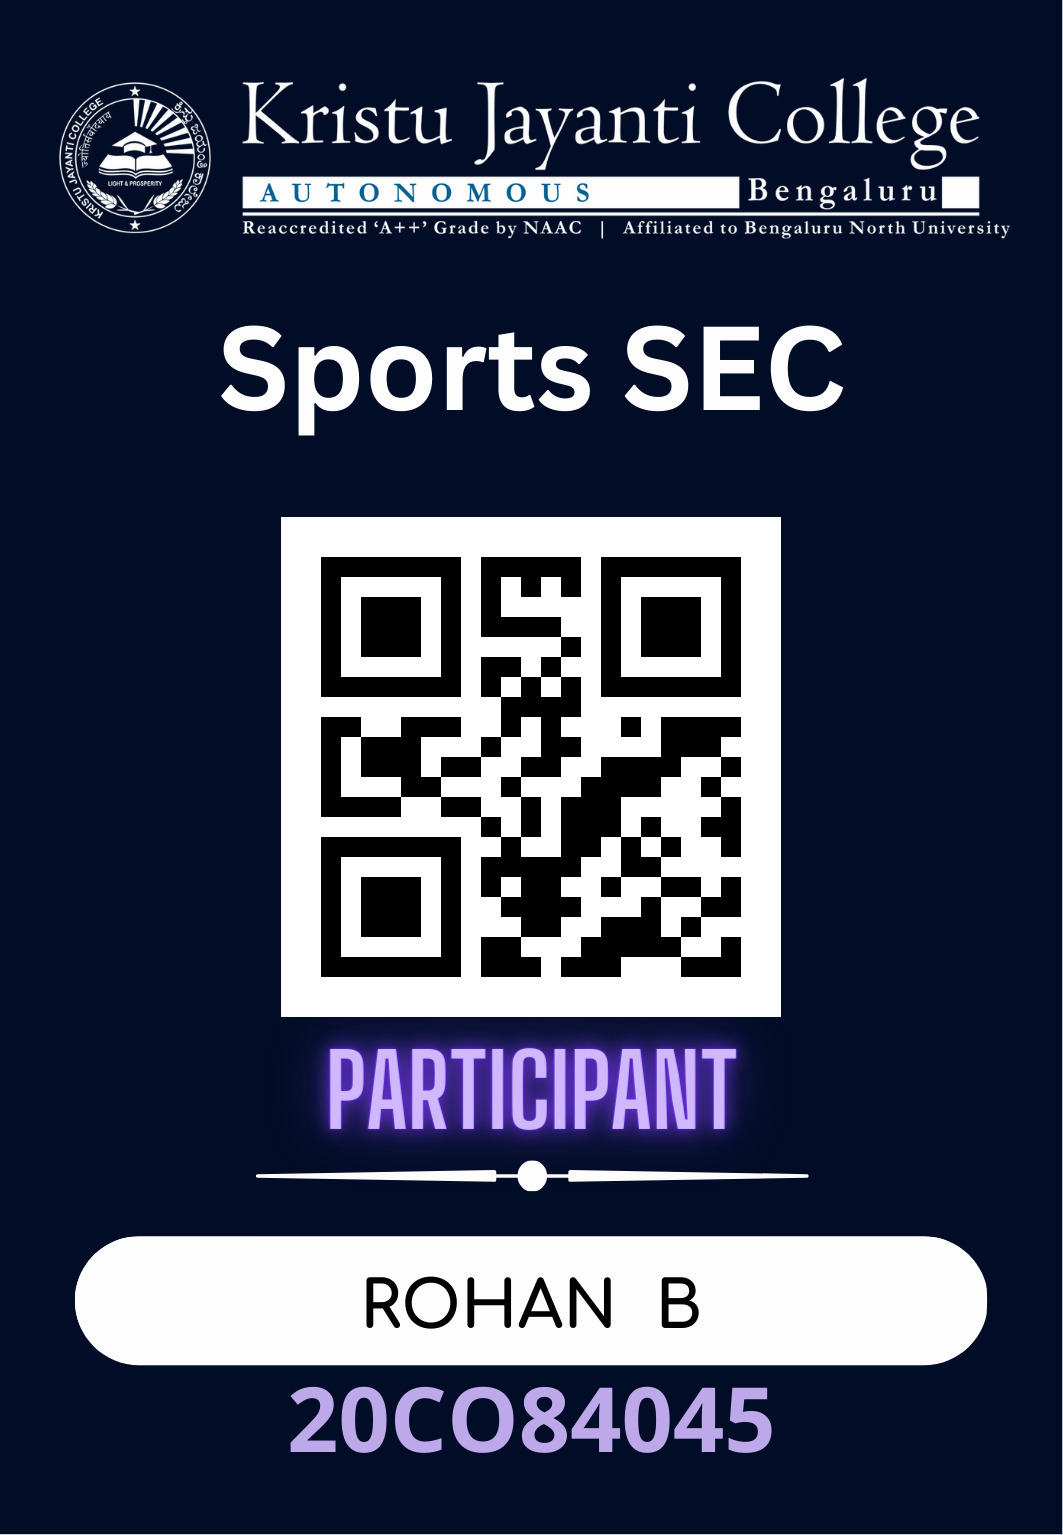 KRISTU JAYANTI COLLEGE
LIGHT & PROSPERITY
Kristu Jayanti College
AUTONOMOUS Bengaluru
Reaccredited ‘A++’ Grade by NAAC | Affiliated to Bengaluru North University
Sports SEC
PARTICIPANT
ROHAN B
20CO84045